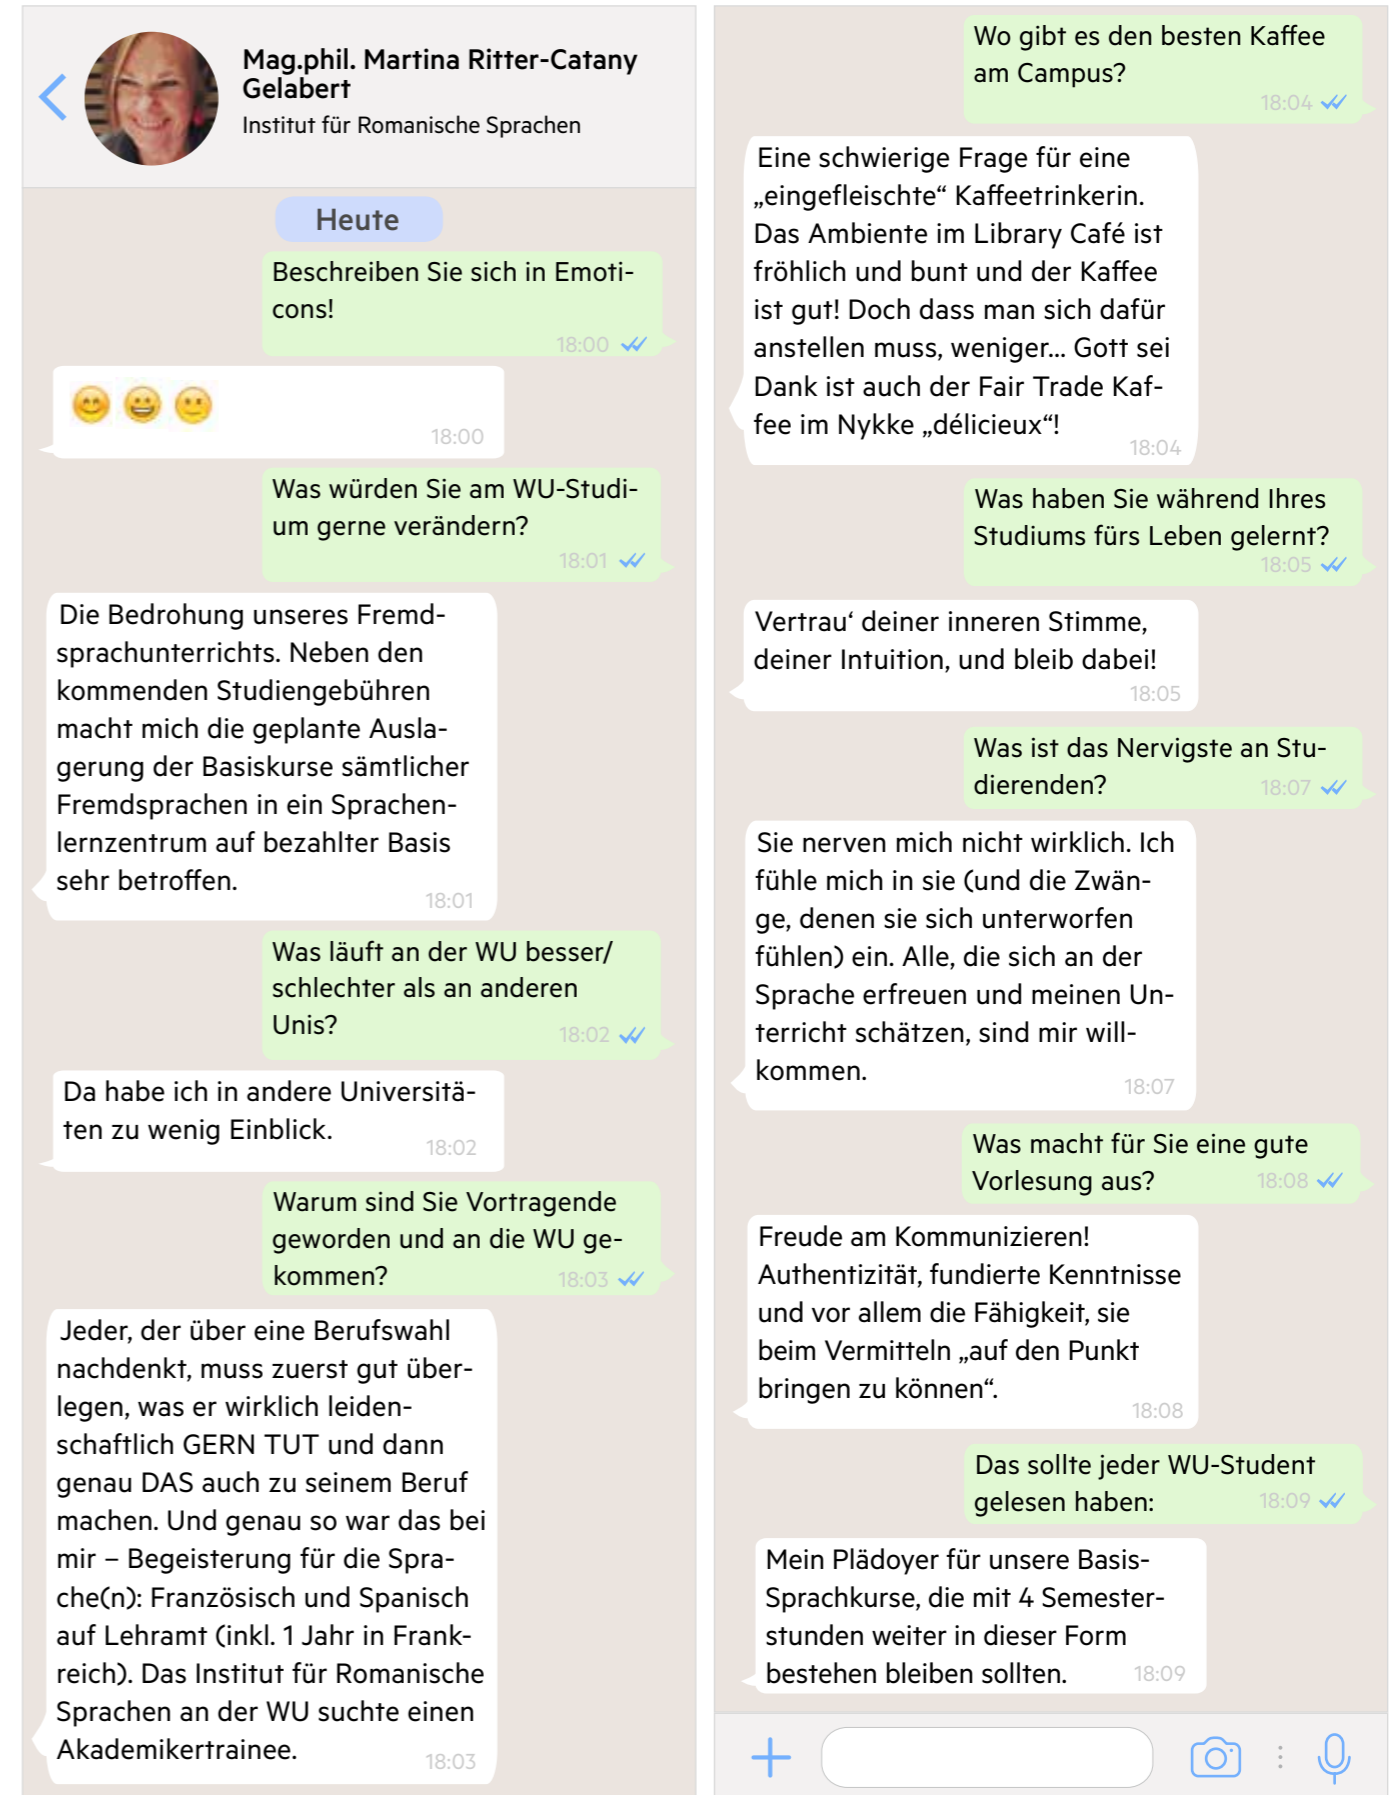 Mag.phil. Martina Ritter-Catany
Gelabert
Institut für Romanische Sprachen
Heute
Beschreiben Sie sich in Emoti-
cons!
18:00
18:00
Was würden Sie am WU-Studi-
um gerne verändern?
18:01
Die Bedrohung unseres Fremd-
sprachunterrichts. Neben den
kommenden Studiengebühren
macht mich die geplante Ausla-
gerung der Basiskurse sämtlicher
Fremdsprachen in ein Sprachen-
lernzentrum auf bezahlter Basis
sehr betroffen.
18:01
Was läuft an der WU besser/
schlechter als an anderen
Unis?
18:02
Da habe ich in andere Universitä-
ten zu wenig Einblick.
18:02
Warum sind Sie Vortragende
geworden und an die WU ge-
kommen?
18:03
Jeder, der über eine Berufswahl
nachdenkt, muss zuerst gut über-
legen, was er wirklich leiden-
schaftlich GERN TUT und dann
genau DAS auch zu seinem Beruf
machen. Und genau so war das bei
mir – Begeisterung für die Spra-
che(n): Französisch und Spanisch
auf Lehramt (inkl. 1 Jahr in Frank-
reich). Das Institut für Romanische
Sprachen an der WU suchte einen
Akademikertrainee.
18:03
Wo gibt es den besten Kaffee
am Campus?
18:04
Eine schwierige Frage für eine
„eingefleischte“ Kaffeetrinkerin.
Das Ambiente im Library Café ist
fröhlich und bunt und der Kaffee
ist gut! Doch dass man sich dafür
anstellen muss, weniger... Gott sei
Dank ist auch der Fair Trade Kaf-
fee im Nykke „délicieux“!
18:04
Was haben Sie während Ihres
Studiums fürs Leben gelernt?
18:05
Vertrau‘ deiner inneren Stimme,
deiner Intuition, und bleib dabei!
18:05
Was ist das Nervigste an Stu-
dierenden?
18:07
Sie nerven mich nicht wirklich. Ich
fühle mich in sie (und die Zwän-
ge, denen sie sich unterworfen
fühlen) ein. Alle, die sich an der
Sprache erfreuen und meinen Un-
terricht schätzen, sind mir will-
kommen.
18:07
Was macht für Sie eine gute
Vorlesung aus?
18:08
Freude am Kommunizieren!
Authentizität, fundierte Kenntnisse
und vor allem die Fähigkeit, sie
beim Vermitteln „auf den Punkt
bringen zu können“.
18:08
Das sollte jeder WU-Student
gelesen haben:
18:09
Mein Plädoyer für unsere Basis-
Sprachkurse, die mit 4 Semester-
stunden weiter in dieser Form
bestehen bleiben sollten.
18:09